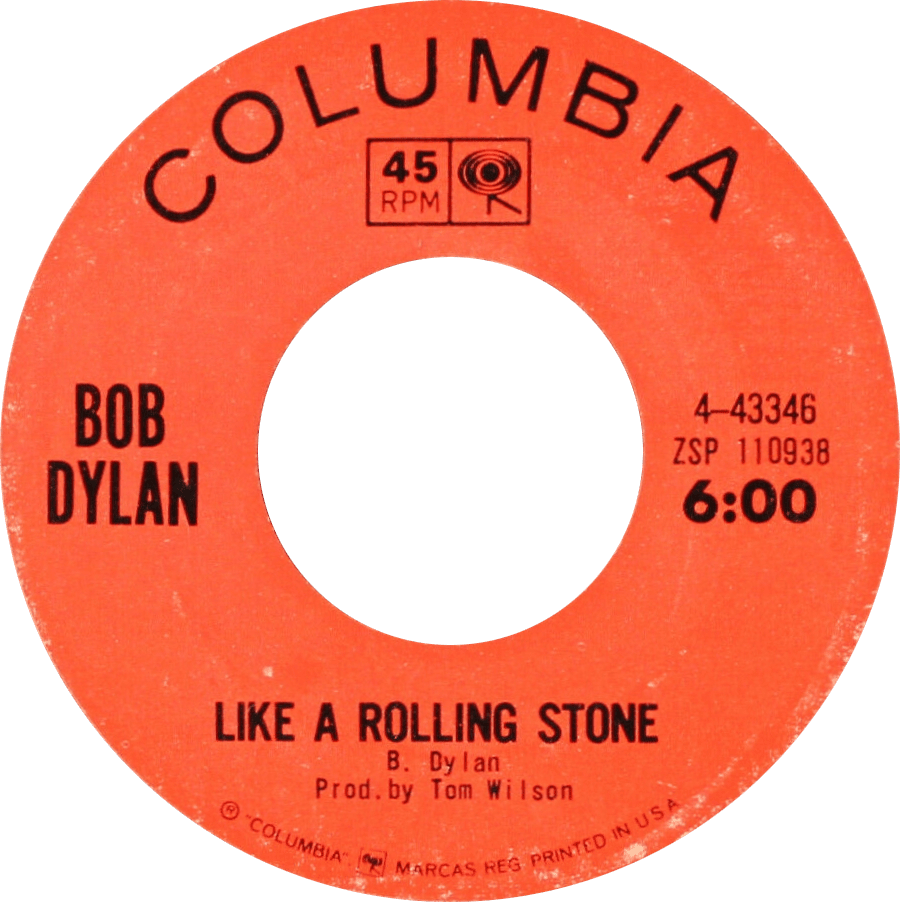 COLUMBIA
45
RPM
BOB
DYLAN
4–43346
ZSP 110938
6:00
LIKE A ROLLING STONE
B. Dylan
Prod. by Tom Wilson
® "COLUMBIA", MARCAS REG PRINTED IN U S A